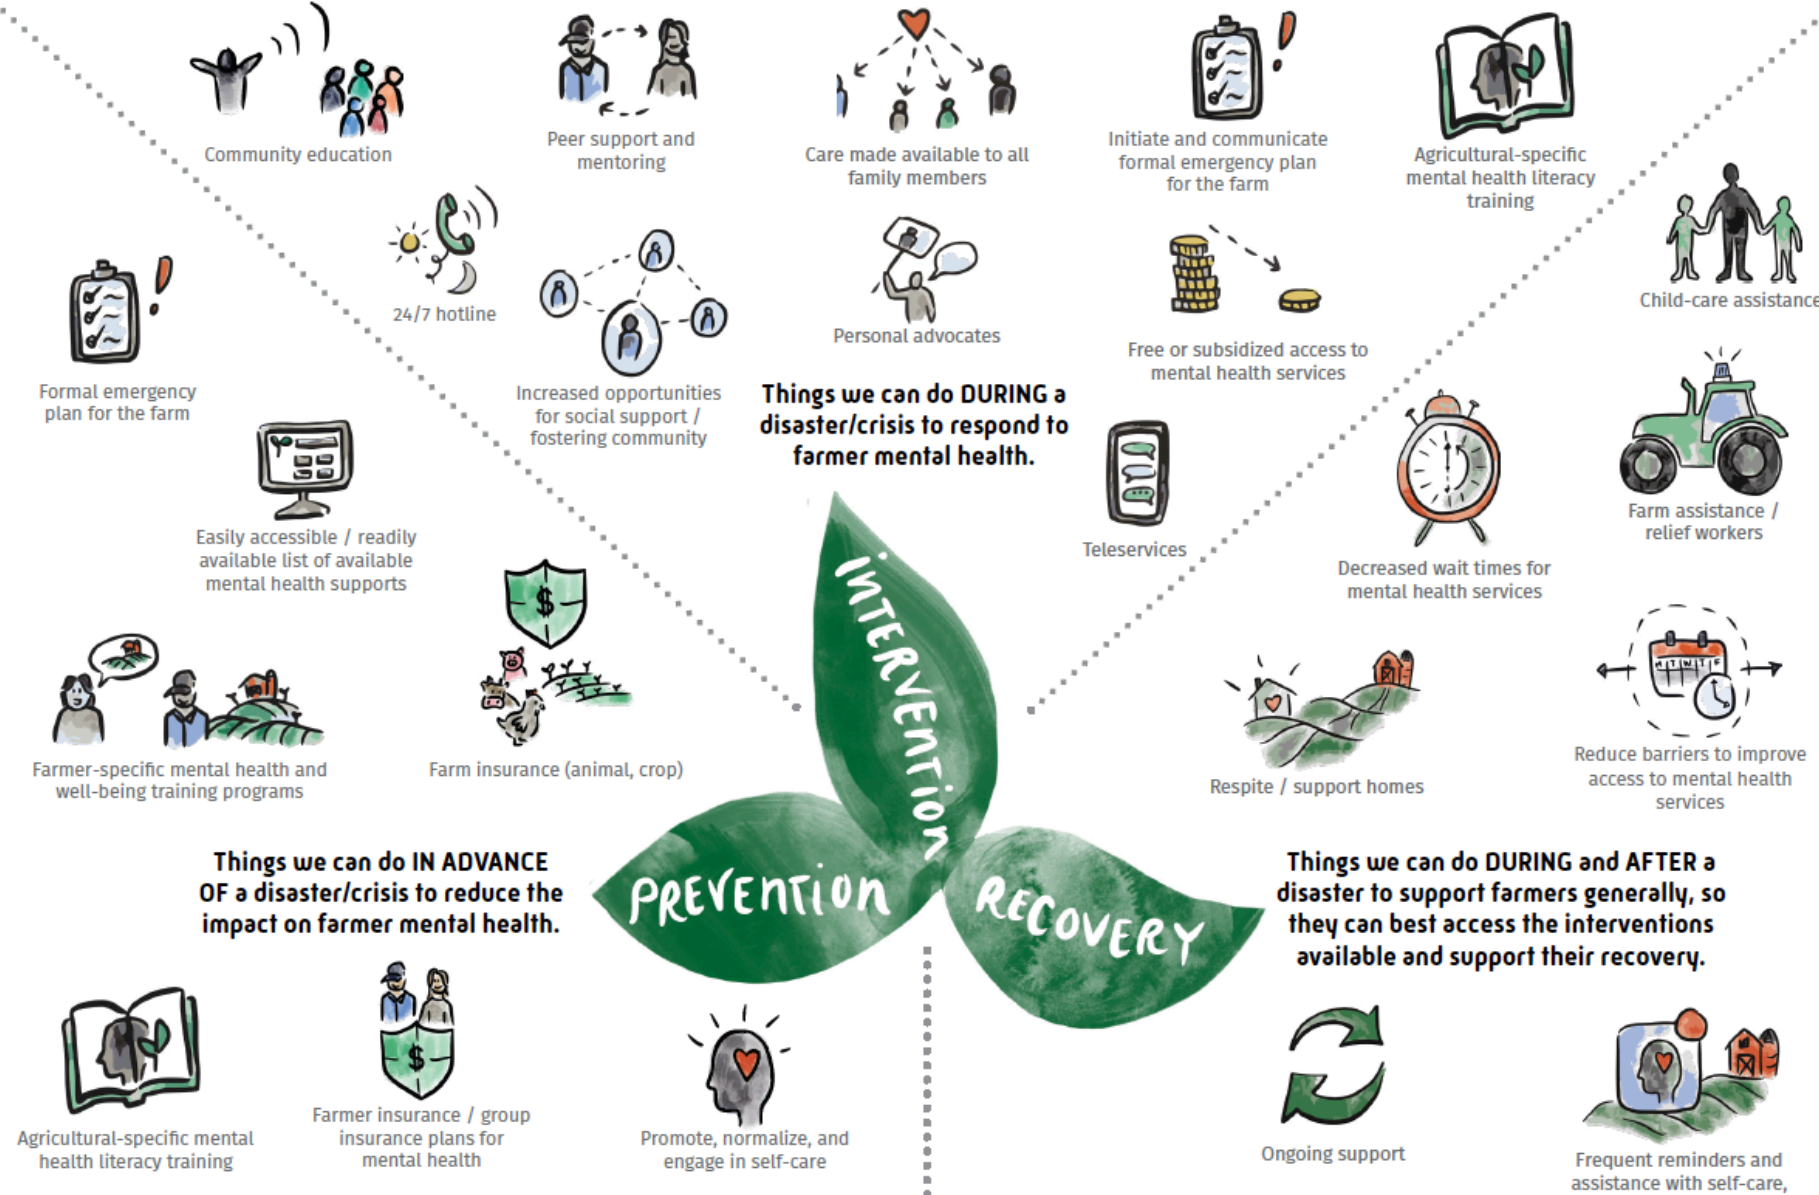 Community education
Peer support and
mentoring
Care made available to all
family members
Initiate and communicate
formal emergency plan
for the farm
Agricultural-specific
mental health literacy
training
24/7 hotline
Increased opportunities
for social support /
fostering community
Personal advocates
Free or subsidized access to
mental health services
Things we can do DURING a
disaster/crisis to respond to
farmer mental health.
Teleservices
INTERVENTION
Formal emergency
plan for the farm
Easily accessible / readily
available list of available
mental health supports
$
Farmer-specific mental health and
well-being training programs
Farm insurance (animal, crop)
Things we can do IN ADVANCE
OF a disaster/crisis to reduce the
impact on farmer mental health.
PREVENTION
Agricultural-specific mental
health literacy training
$
Farmer insurance / group
insurance plans for
mental health
Promote, normalize, and
engage in self-care
Child-care assistance
Farm assistance /
relief workers
Decreased wait times for
mental health services
Respite / support homes
M T W T F
Reduce barriers to improve
access to mental health
services
RECOVERY
Things we can do DURING and AFTER a
disaster to support farmers generally, so
they can best access the interventions
available and support their recovery.
Ongoing support
Frequent reminders and
assistance with self-care,